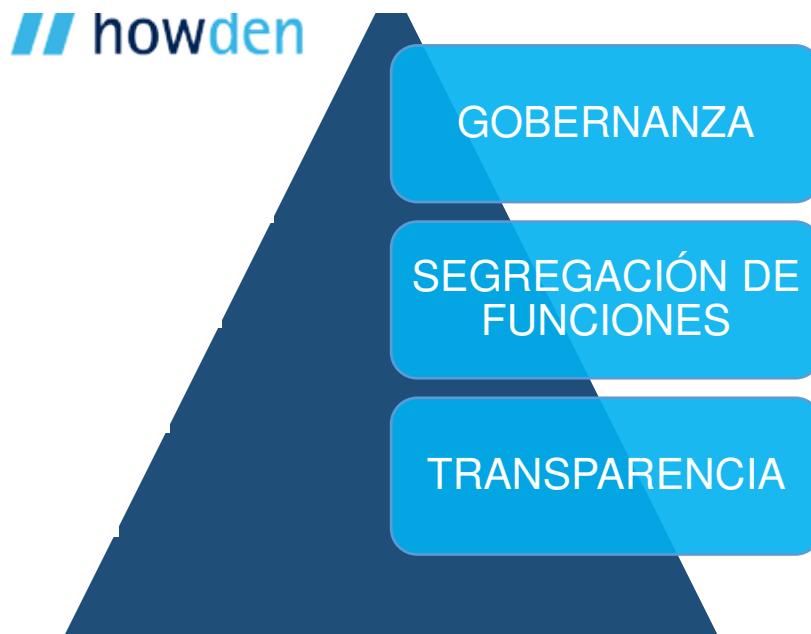 howden
GOBERNANZA
SEGREGACIÓN DE
FUNCIONES
TRANSPARENCIA